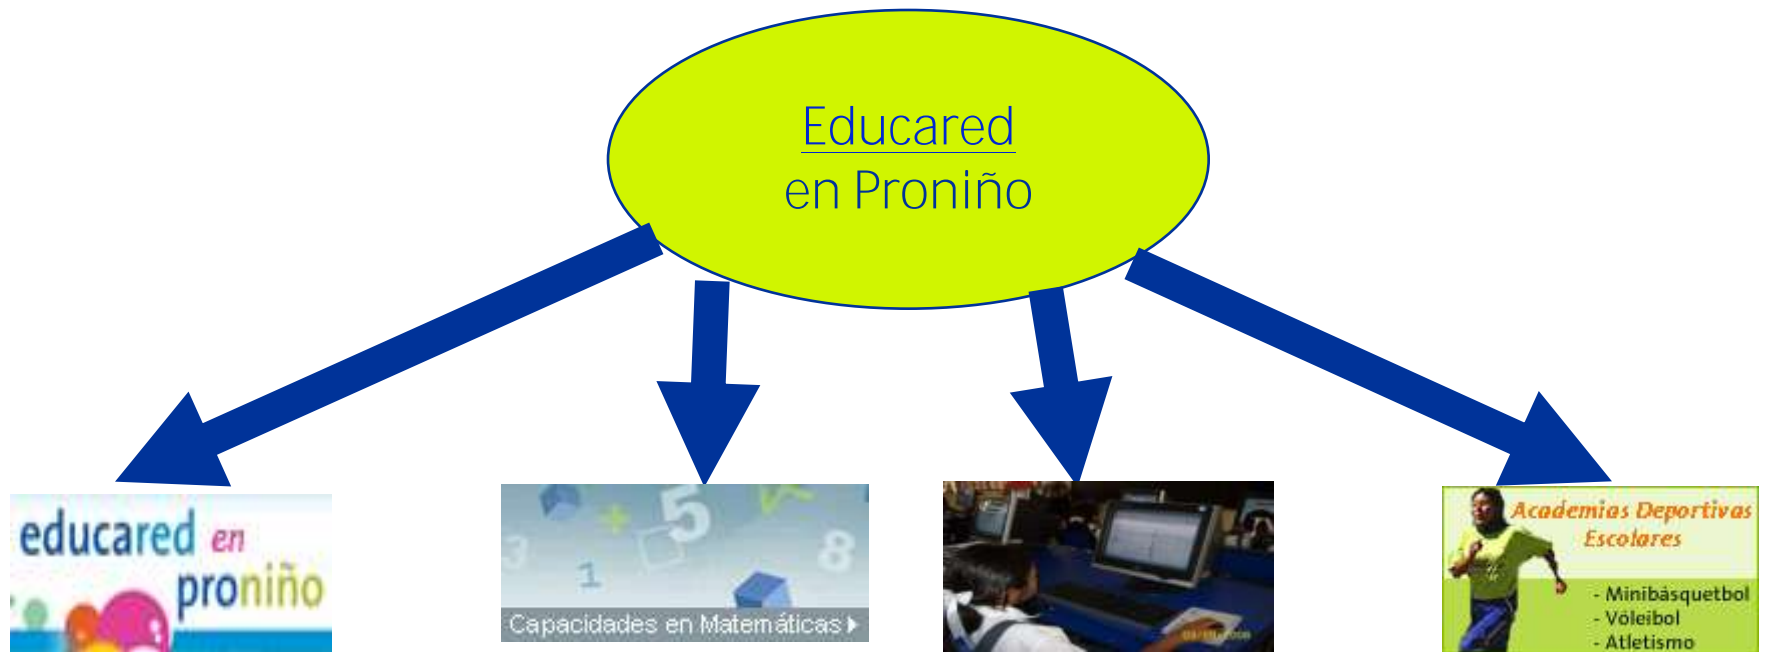 Educared
en Proniño
educared en
proniño
5
3
8
1
Capacidades en Matemáticas
Academias Deportivas
Escolares
- Minibásquetbol
- Vóleibol
- Atletismo